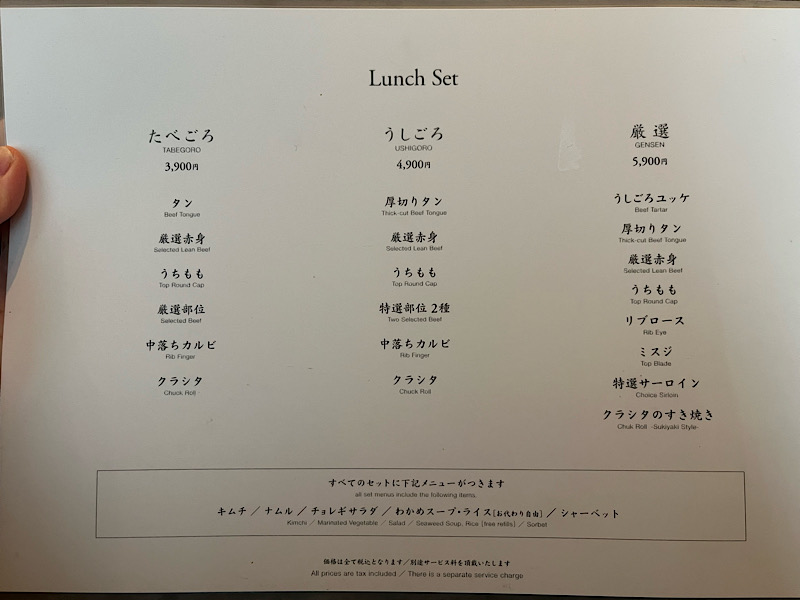 Lunch Set
たべごろ
TABEGORO
3,900円
タン
Beef Tongue
厳選赤身
Selected Lean Beef
うちもも
Top Round Cap
厳選部位
Selected Beef
中落ちカルビ
Rib Finger
クラシタ
Chuck Roll
うしごろ
USHIGORO
4,900円
厚切りタン
Thick-cut Beef Tongue
厳選赤身
Selected Lean Beef
うちもも
Top Round Cap
特選部位 2種
Two Selected Beef
中落ちカルビ
Rib Finger
クラシタ
Chuck Roll
厳選
GENSEN
5,900円
うしごろユッケ
Beef Tartar
厚切りタン
Thick-cut Beef Tongue
厳選赤身
Selected Lean Beef
うちもも
Top Round Cap
リブロース
Rib Eye
ミスジ
Top Blade
特選サーロイン
Choice Sirloin
クラシタのすき焼き
Chuk Roll -Sukiyaki Style-
すべてのセットに下記メニューがつきます
all set menus include the following items.
キムチ / ナムル / チョレギサラダ / わかめスープ・ライス[お代わり自由] / シャーベット
Kimchi / Marinated Vegetable / Salad / Seaweed Soup, Rice (free refills) / Sorbet
価格は全て税込となります/別途サービス料を頂戴いたします
All prices are tax included / There is a separate service charge